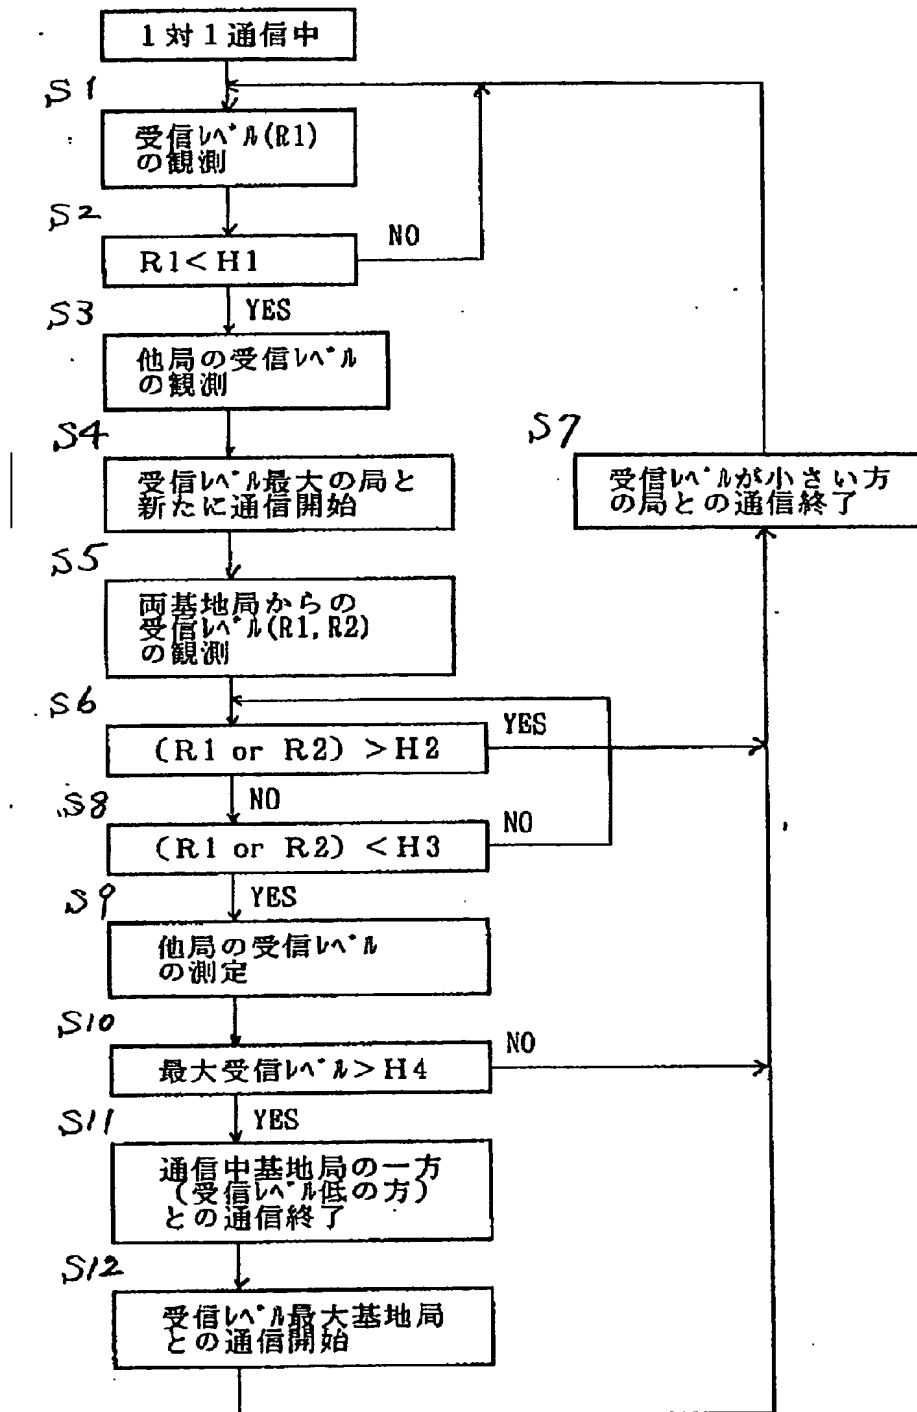 1対1通信中
S1
受信レベル(R1)
の観測
S2
R1<H1
NO
YES
S3
他局の受信レベル
の観測
S4
受信レベル最大の局と
新たに通信開始
S7
受信レベルが小さい方
の局との通信終了
S5
両基地局からの
受信レベル(R1,R2)
の観測
S6
(R1 or R2)>H2
YES
NO
S8
(R1 or R2)<H3
NO
YES
S9
他局の受信レベル
の測定
S10
最大受信レベル>H4
NO
YES
S11
通信中基地局の一方
(受信レベル低の方)
との通信終了
S12
受信レベル最大基地局
との通信開始